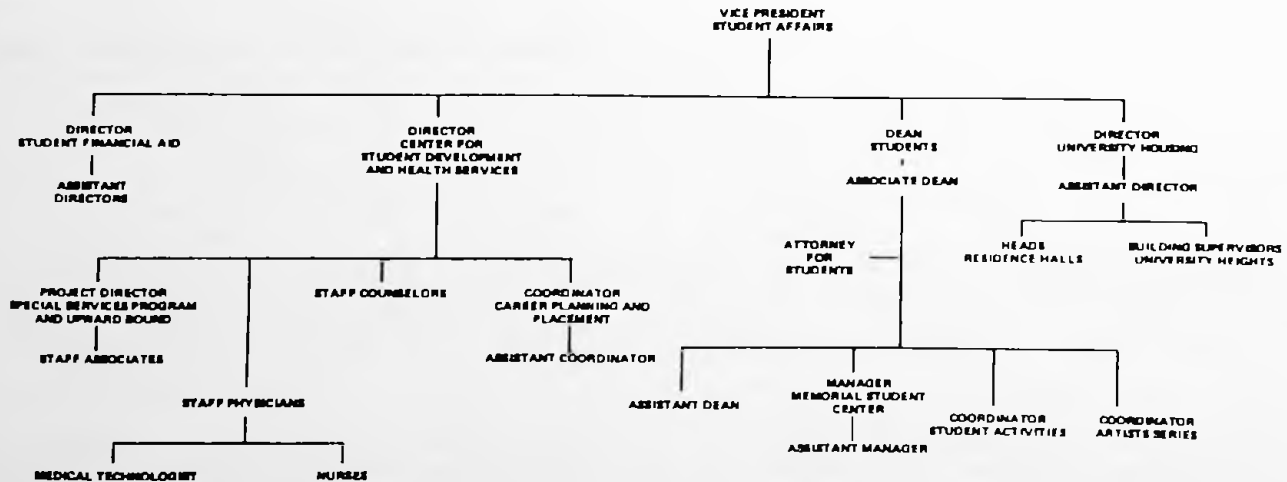 VICE PRESIDENT
STUDENT AFFAIRS
DIRECTOR
STUDENT FINANCIAL AID
ASSISTANT
DIRECTORS
DIRECTOR
CENTER FOR
STUDENT DEVELOPMENT
AND HEALTH SERVICES
DEAN
STUDENTS
ASSOCIATE DEAN
DIRECTOR
UNIVERSITY HOUSING
ASSISTANT DIRECTOR
HEADS
RESIDENCE HALLS
BUILDING SUPERVISORS
UNIVERSITY HEIGHTS
ATTORNEY
FOR
STUDENTS
PROJECT DIRECTOR
SPECIAL SERVICES PROGRAM
AND UPWARD BOUND
STAFF ASSOCIATES
STAFF COUNSELORS
COORDINATOR
CAREER PLANNING AND
PLACEMENT
ASSISTANT COORDINATOR
STAFF PHYSICIANS
MEDICAL TECHNOLOGIST
NURSES
ASSISTANT DEAN
MANAGER
MEMORIAL STUDENT
CENTER
ASSISTANT MANAGER
COORDINATOR
STUDENT ACTIVITIES
COORDINATOR
ARTISTS SERIES